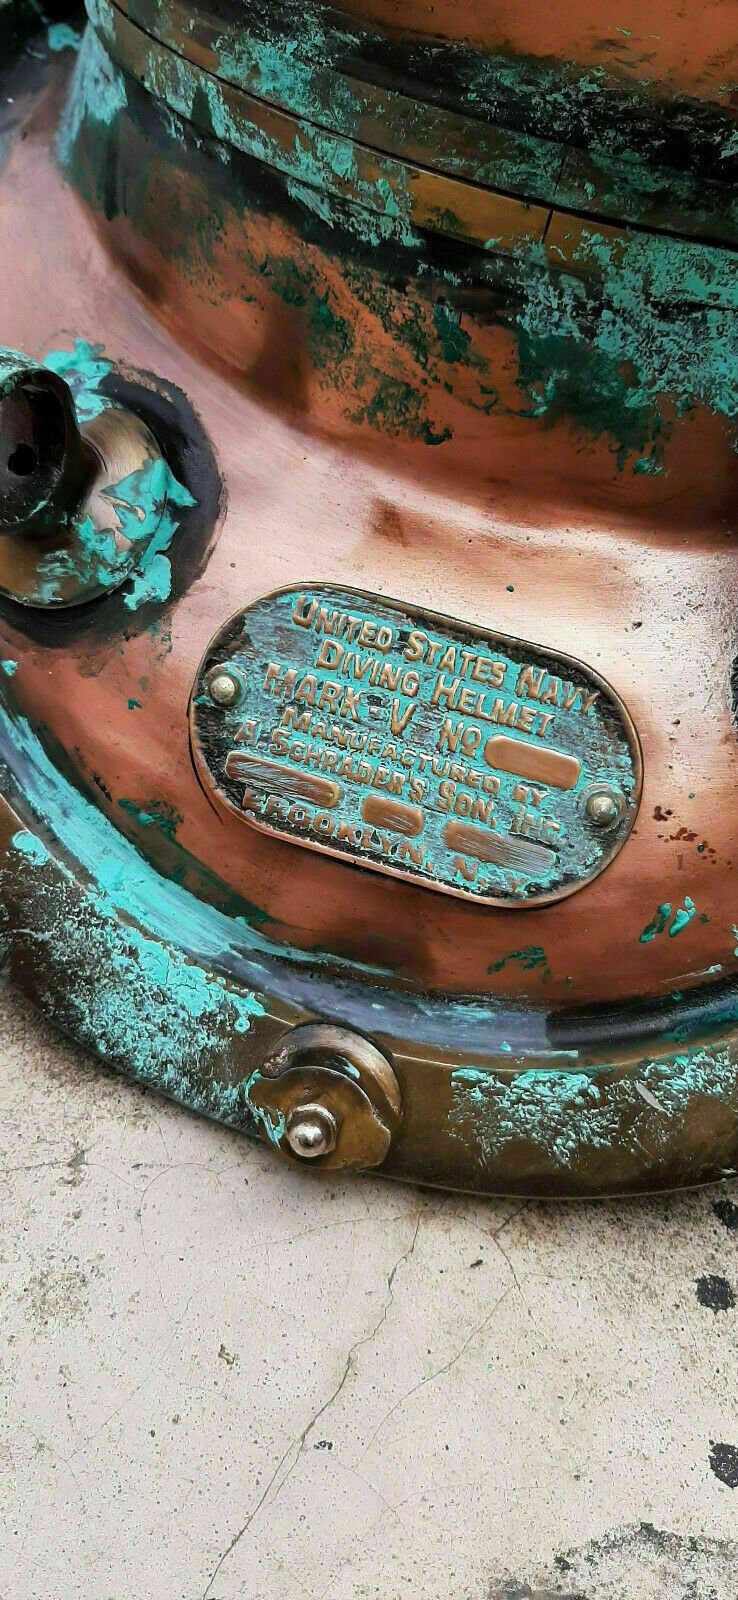 UNITED STATES NAVY
DIVING HELMET
MARK-V NO
MANUFACTURED BY
A. SCHRADER'S SON, INC.
BROOKLYN, N.Y.